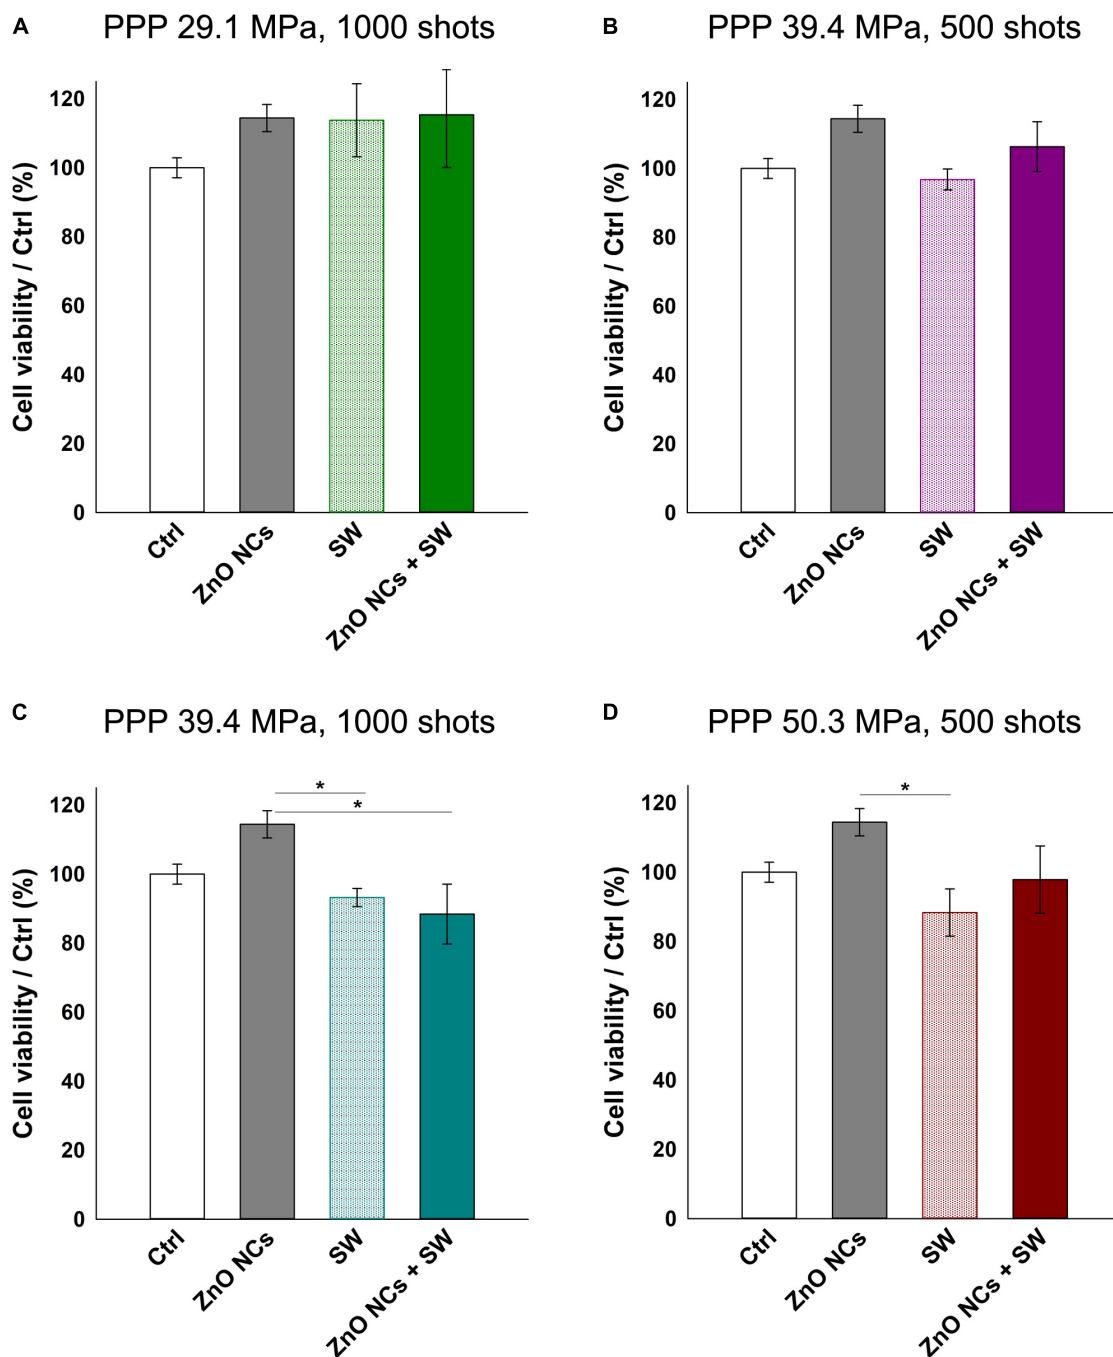 A PPP 29.1 MPa, 1000 shots
Cell viability / Ctrl (%)
120
100
80
60
40
20
0
Ctrl
ZnO NCs
SW
ZnO NCs + SW
B PPP 39.4 MPa, 500 shots
Cell viability / Ctrl (%)
120
100
80
60
40
20
0
Ctrl
ZnO NCs
SW
ZnO NCs + SW
C PPP 39.4 MPa, 1000 shots
Cell viability / Ctrl (%)
120
100
80
60
40
20
0
*
*
Ctrl
ZnO NCs
SW
ZnO NCs + SW
D PPP 50.3 MPa, 500 shots
Cell viability / Ctrl (%)
120
100
80
60
40
20
0
*
Ctrl
ZnO NCs
SW
ZnO NCs + SW